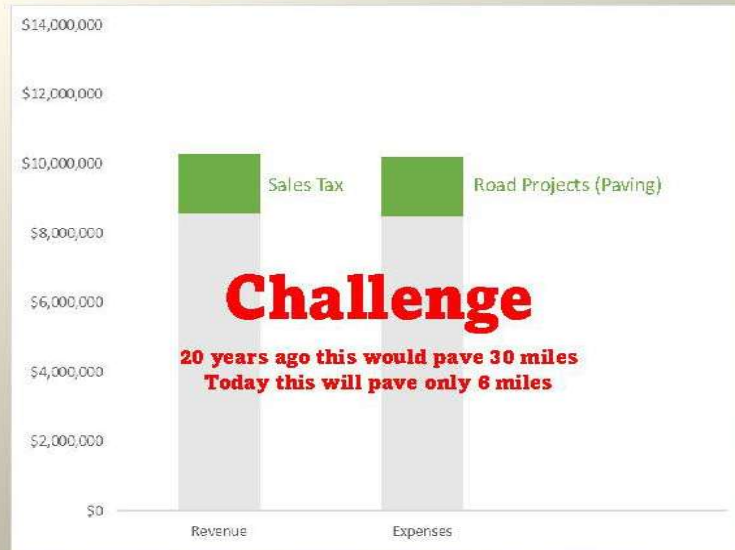 $14,000,000
$12,000,000
$10,000,000
Sales Tax
Road Projects (Paving)
$8,000,000
$6,000,000
Challenge
20 years ago this would pave 30 miles
$4,000,000
Today this will pave only 6 miles
$2,000,000
$0
Revenue
Expenses